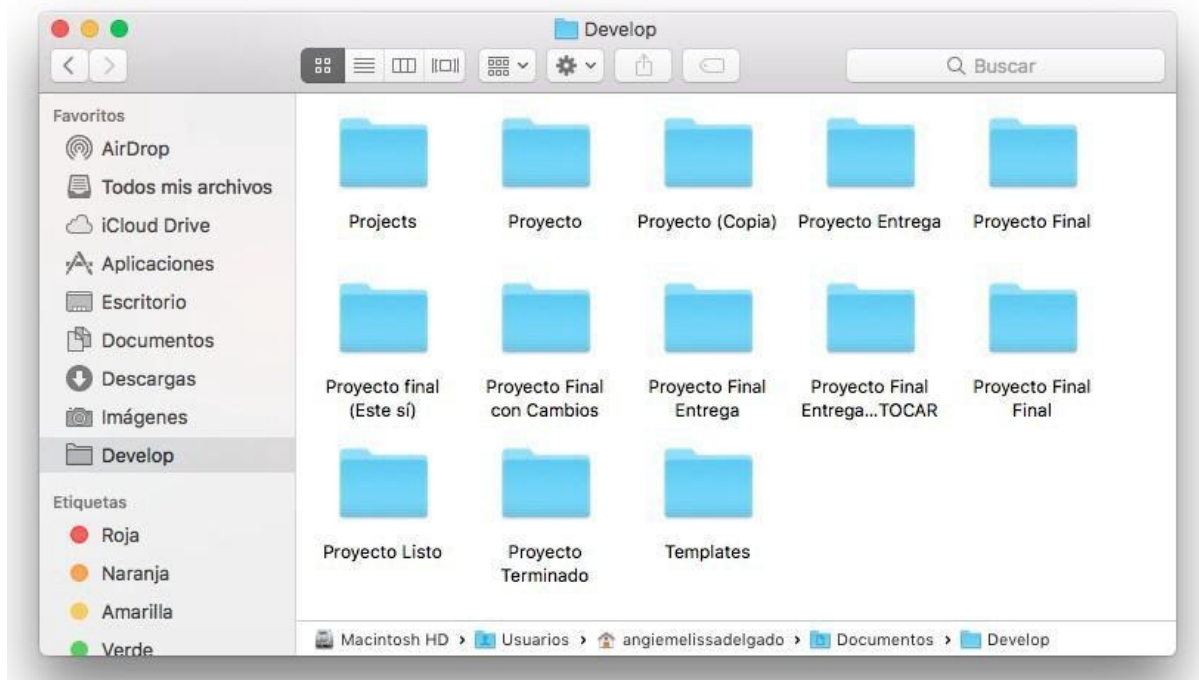 Develop
Buscar
Favoritos
AirDrop
Todos mis archivos
iCloud Drive
Aplicaciones
Escritorio
Documentos
Descargas
Imágenes
Develop
Etiquetas
Roja
Naranja
Amarilla
Verde
Projects
Proyecto
Proyecto (Copia)
Proyecto Entrega
Proyecto Final
Proyecto final
(Este sí)
Proyecto Final
con Cambios
Proyecto Final
Entrega
Proyecto Final
Entrega...TOCAR
Proyecto Final
Final
Proyecto Listo
Proyecto
Terminado
Templates
Macintosh HD › Usuarios › angiemelissadelgado › Documentos › Develop